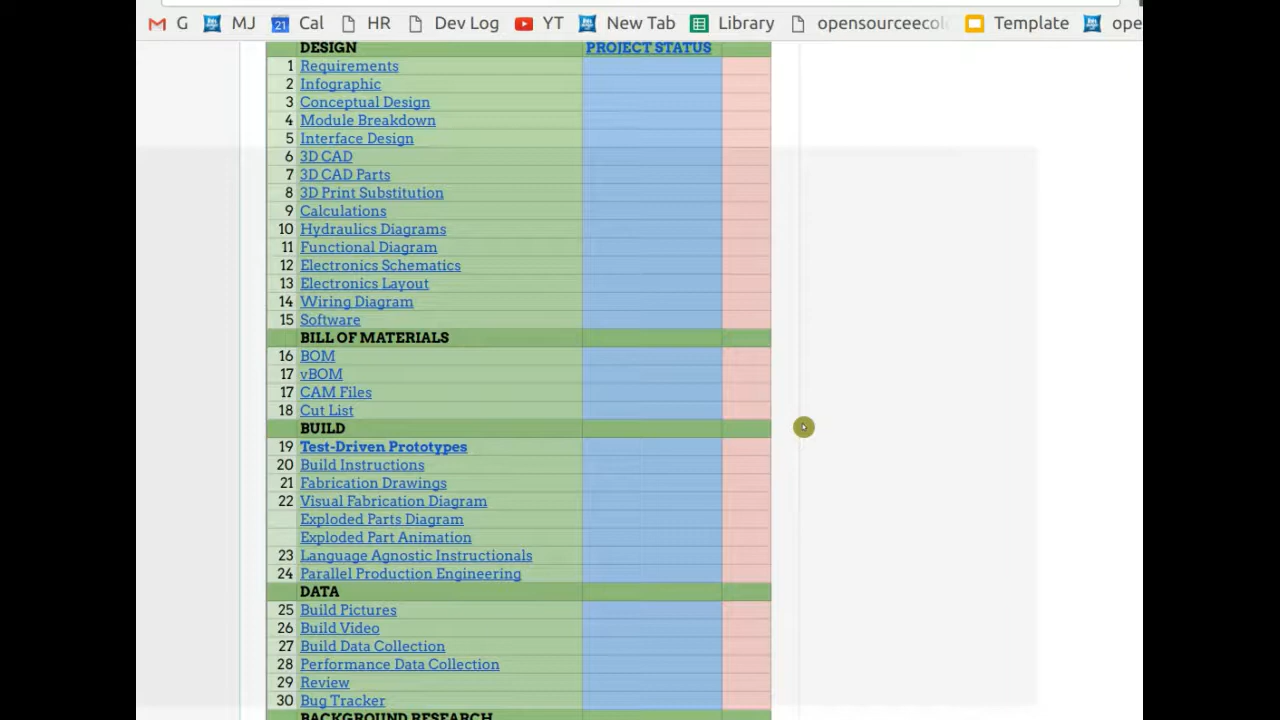 G MJ 21 Cal HR Dev Log YT New Tab Library opensourceecol Template ope
DESIGN PROJECT STATUS
1 Requirements
2 Infographic
3 Conceptual Design
4 Module Breakdown
5 Interface Design
6 3D CAD
7 3D CAD Parts
8 3D Print Substitution
9 Calculations
10 Hydraulics Diagrams
11 Functional Diagram
12 Electronics Schematics
13 Electronics Layout
14 Wiring Diagram
15 Software
BILL OF MATERIALS
16 BOM
17 vBOM
17 CAM Files
18 Cut List
BUILD
19 Test-Driven Prototypes
20 Build Instructions
21 Fabrication Drawings
22 Visual Fabrication Diagram
Exploded Parts Diagram
Exploded Part Animation
23 Language Agnostic Instructionals
24 Parallel Production Engineering
DATA
25 Build Pictures
26 Build Video
27 Build Data Collection
28 Performance Data Collection
29 Review
30 Bug Tracker
BACKGROUND RESEARCH